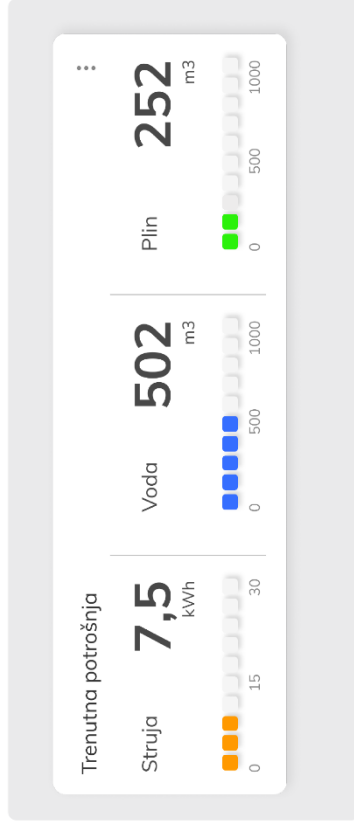 Trenutna potrošnja
Struja
7,5
kWh
0 15 30
Voda
502
m3
0 500 1000
Plin
252
m3
0 500 1000